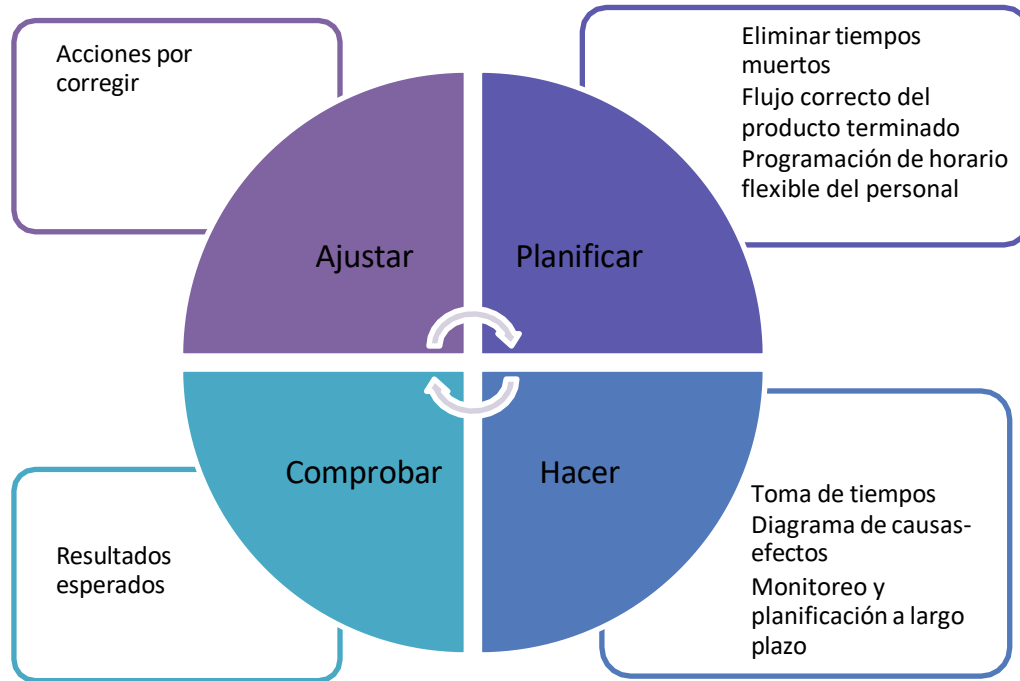 Acciones por
corregir
Eliminar tiempos
muertos
Flujo correcto del
producto terminado
Programación de horario
flexible del personal
Ajustar
Planificar
Comprobar
Hacer
Resultados
esperados
Toma de tiempos
Diagrama de causas-
efectos
Monitoreo y
planificación a largo
plazo